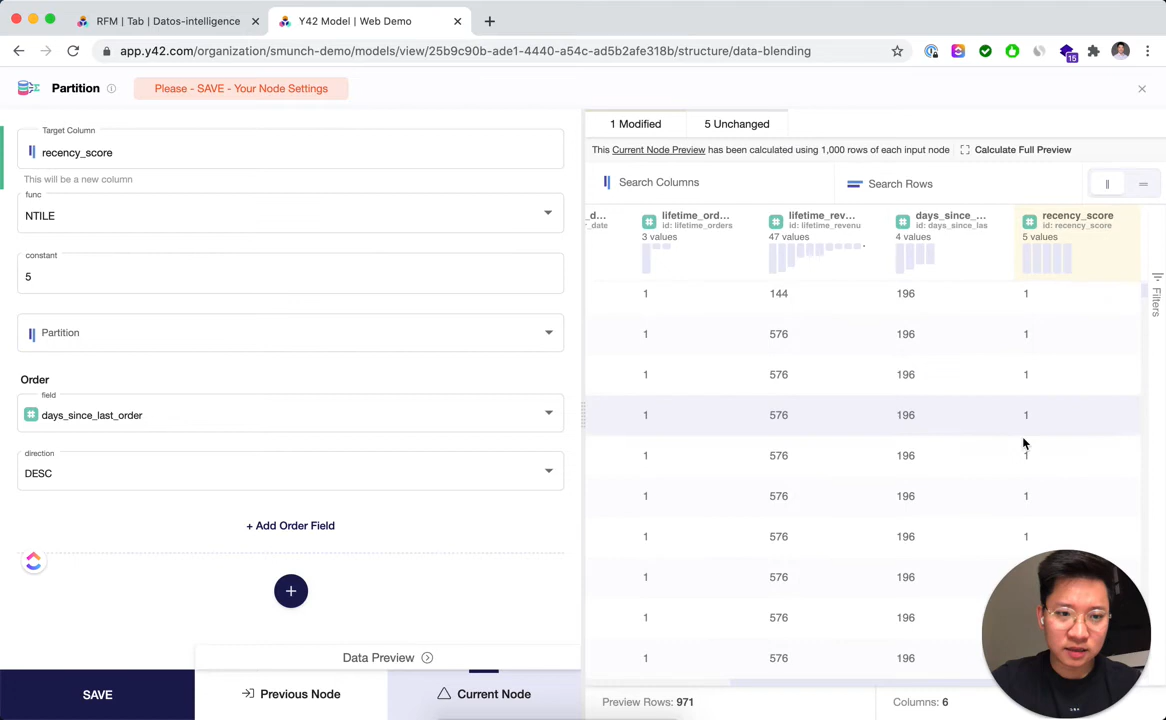 RFM | Tab | Datos-intelligence
Y42 Model | Web Demo
app.y42.com/organization/smunch-demo/models/view/25b9c90b-ade1-4440-a54c-ad5b2afe318b/structure/data-blending
15
Partition
Please - SAVE - Your Node Settings
Target Column
recency_score
This will be a new column
func
NTILE
constant
5
Partition
Order
field
days_since_last_order
direction
DESC
+ Add Order Field
Data Preview
SAVE
Previous Node
Current Node
1 Modified
5 Unchanged
This Current Node Preview has been calculated using 1,000 rows of each input node
Calculate Full Preview
Search Columns
Search Rows
_d... lifetime_ord... lifetime_rev... days_since_... recency_score
_date id: lifetime_orders id: lifetime_revenu id: days_since_las id: recency_score
3 values 47 values 4 values 5 values
1 144 196 1
1 576 196 1
1 576 196 1
1 576 196 1
1 576 196 1
1 576 196 1
1 576 196 1
1 576 196
1 576 196
1 576 196
Filters
Preview Rows: 971
Columns: 6